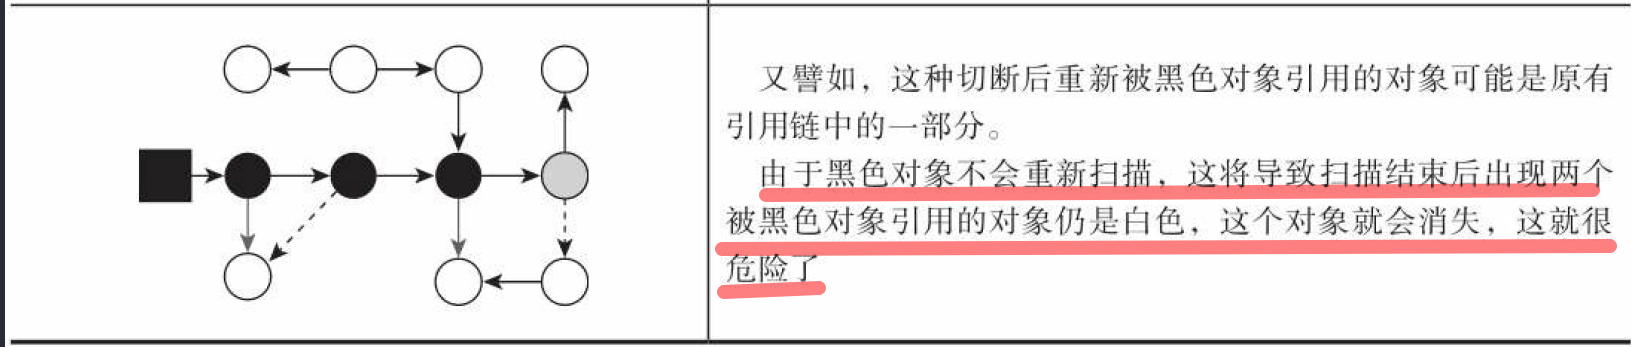 又譬如，这种切断后重新被黑色对象引用的对象可能是原有
引用链中的一部分。
由于黑色对象不会重新扫描，这将导致扫描结束后出现两个
被黑色对象引用的对象仍是白色，这个对象就会消失，这就很
危险了